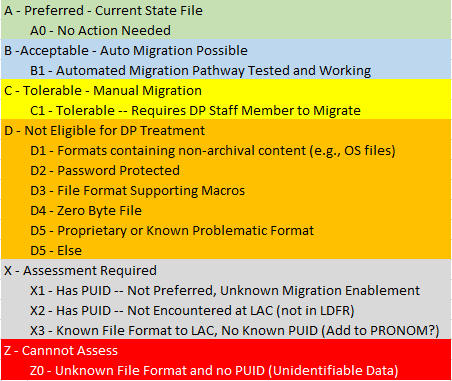 A - Preferred - Current State File
A0 - No Action Needed
B -Acceptable - Auto Migration Possible
B1 - Automated Migration Pathway Tested and Working
C - Tolerable - Manual Migration
C1 - Tolerable -- Requires DP Staff Member to Migrate
D - Not Eligible for DP Treatment
D1 - Formats containing non-archival content (e.g., OS files)
D2 - Password Protected
D3 - File Format Supporting Macros
D4 - Zero Byte File
D5 - Proprietary or Known Problematic Format
D5 - Else
X - Assessment Required
X1 - Has PUID -- Not Preferred, Unknown Migration Enablement
X2 - Has PUID -- Not Encountered at LAC (not in LDFR)
X3 - Known File Format to LAC, No Known PUID (Add to PRONOM?)
Z - Cannnot Assess
Z0 - Unknown File Format and no PUID (Unidentifiable Data)